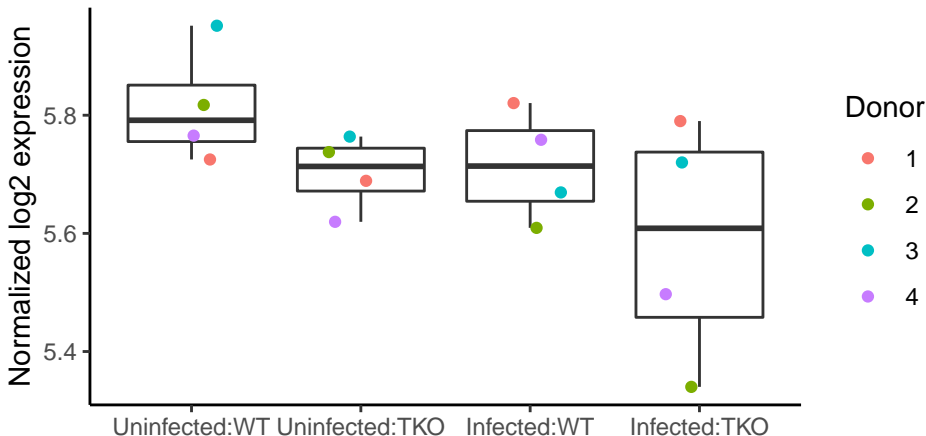 Normalized log2 expression
5.8
5.6
5.4
Uninfected:WT Uninfected:TKO Infected:WT Infected:TKO
Donor
1
2
3
4